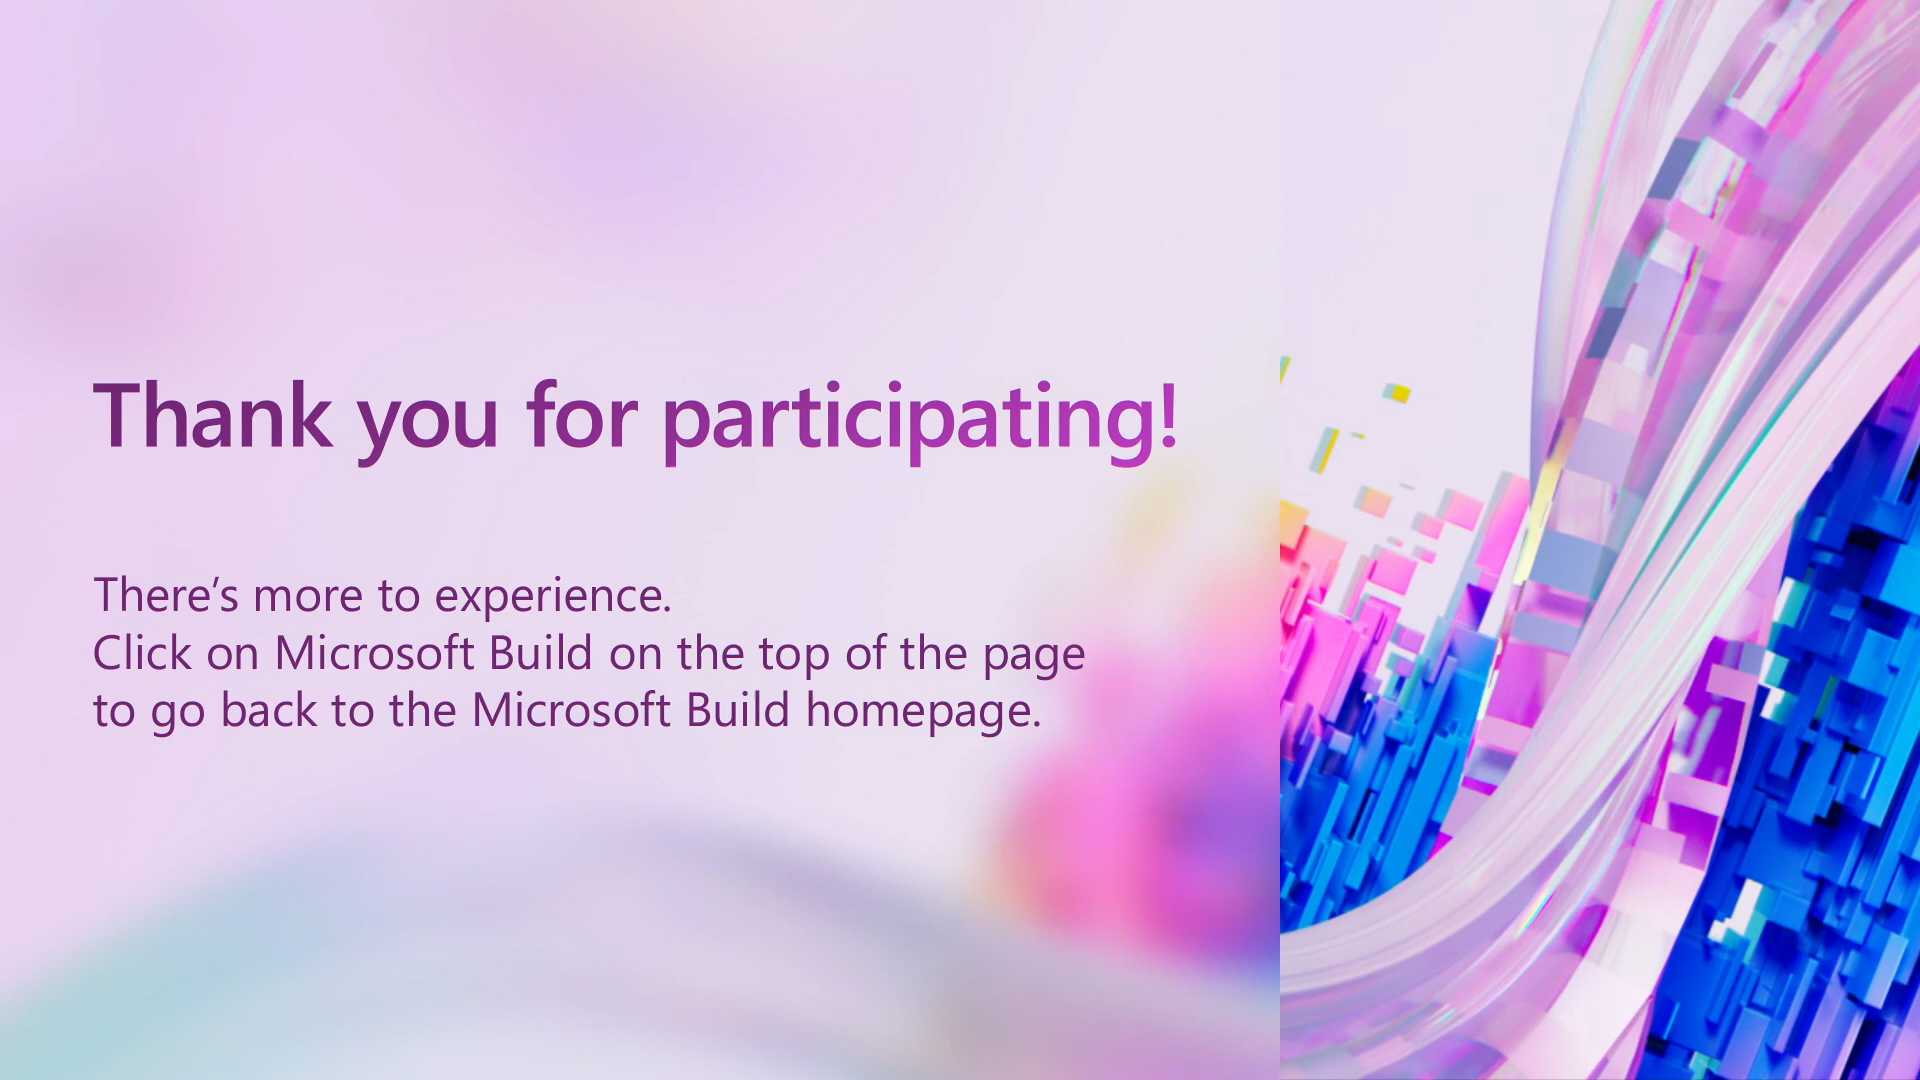 Thank you for participating!
There’s more to experience.
Click on Microsoft Build on the top of the page
to go back to the Microsoft Build homepage.